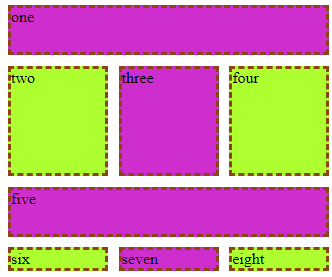 one
two three four
five
six seven eight